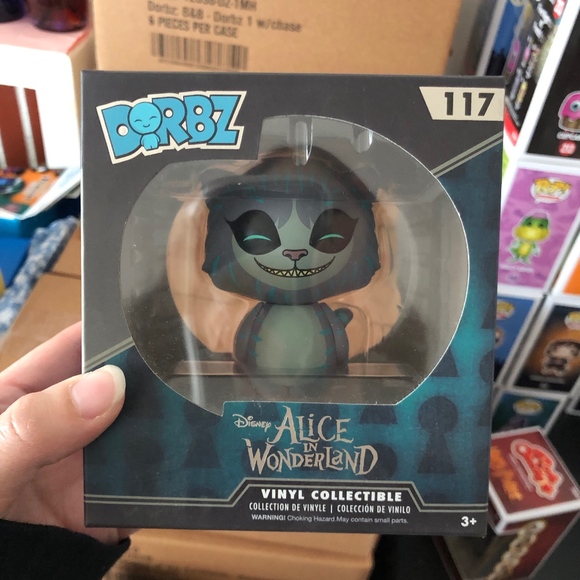 Dorbz: B&B - Dorbz 1 w/chase
6 PIECES PER CASE
DORBZ
117
Disney
ALICE
IN
WONDERLAND
VINYL COLLECTIBLE
COLLECTION DE VINYLE | COLECCIÓN DE VINILO
WARNING! Choking Hazard. May contain small parts.
3+